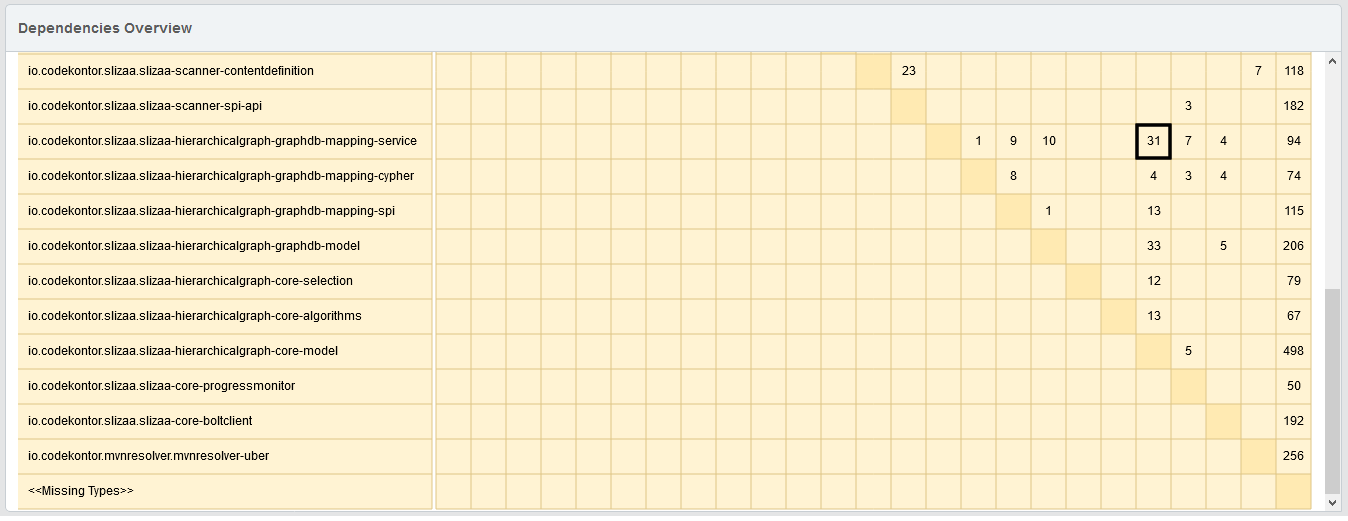 Dependencies Overview
io.codekontor.slizaa.slizaa-scanner-contentdefinition 23 7 118
io.codekontor.slizaa.slizaa-scanner-spi-api 3 182
io.codekontor.slizaa.slizaa-hierarchicalgraph-graphdb-mapping-service 1 9 10 31 7 4 94
io.codekontor.slizaa.slizaa-hierarchicalgraph-graphdb-mapping-cypher 8 4 3 4 74
io.codekontor.slizaa.slizaa-hierarchicalgraph-graphdb-mapping-spi 1 13 115
io.codekontor.slizaa.slizaa-hierarchicalgraph-graphdb-model 33 5 206
io.codekontor.slizaa.slizaa-hierarchicalgraph-core-selection 12 79
io.codekontor.slizaa.slizaa-hierarchicalgraph-core-algorithms 13 67
io.codekontor.slizaa.slizaa-hierarchicalgraph-core-model 5 498
io.codekontor.slizaa.slizaa-core-progressmonitor 50
io.codekontor.slizaa.slizaa-core-boltclient 192
io.codekontor.mvnresolver.mvnresolver-uber 256
<<Missing Types>>